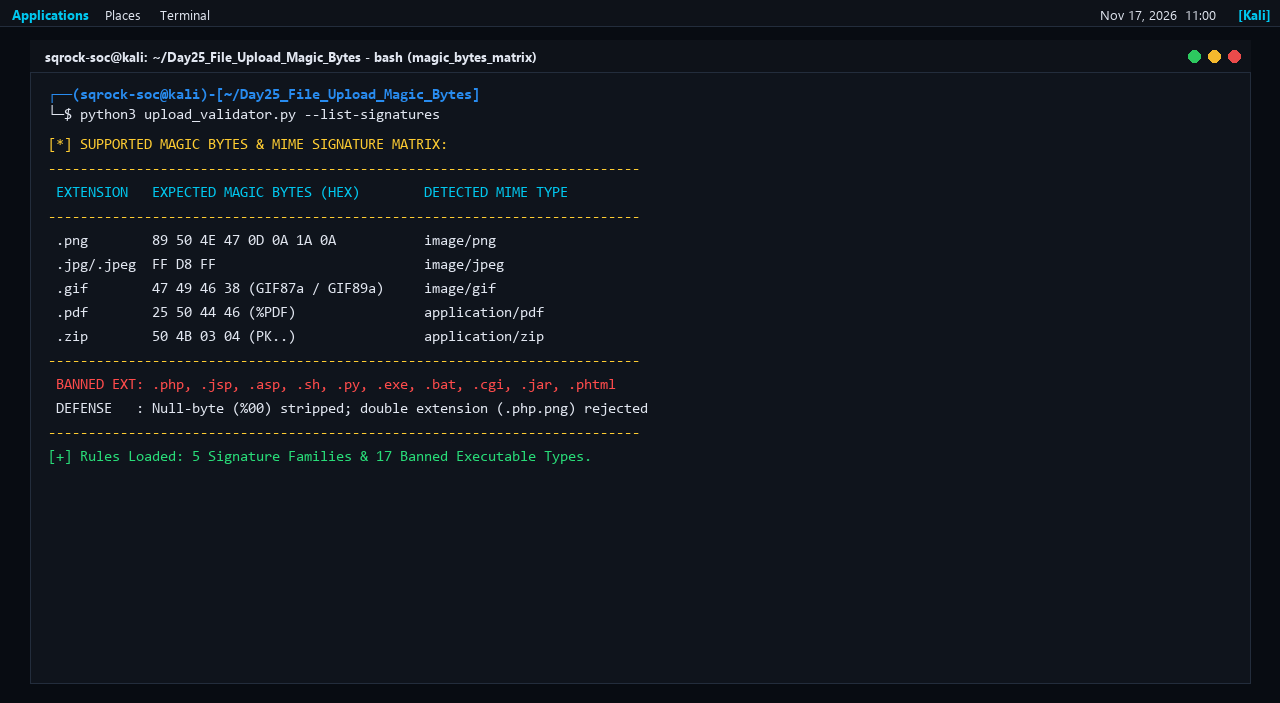 Applications Places Terminal Nov 17, 2026 11:00 [Kali]
sqrock-soc@kali: ~/Day25_File_Upload_Magic_Bytes - bash (magic_bytes_matrix)
┌──(sqrock-soc@kali)-[~/Day25_File_Upload_Magic_Bytes]
└─$ python3 upload_validator.py --list-signatures
[*] SUPPORTED MAGIC BYTES & MIME SIGNATURE MATRIX:
--------------------------------------------------------------------------
EXTENSION   EXPECTED MAGIC BYTES (HEX)        DETECTED MIME TYPE
--------------------------------------------------------------------------
.png        89 50 4E 47 0D 0A 1A 0A           image/png
.jpg/.jpeg  FF D8 FF                          image/jpeg
.gif        47 49 46 38 (GIF87a / GIF89a)     image/gif
.pdf        25 50 44 46 (%PDF)                application/pdf
.zip        50 4B 03 04 (PK..)                application/zip
--------------------------------------------------------------------------
BANNED EXT: .php, .jsp, .asp, .sh, .py, .exe, .bat, .cgi, .jar, .phtml
DEFENSE   : Null-byte (%00) stripped; double extension (.php.png) rejected
--------------------------------------------------------------------------
[+] Rules Loaded: 5 Signature Families & 17 Banned Executable Types.